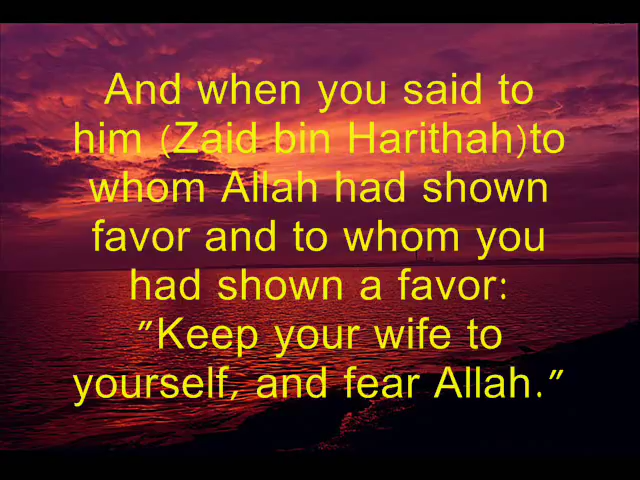 And when you said to
him (Zaid bin Harithah)to
whom Allah had shown
favor and to whom you
had shown a favor:
"Keep your wife to
yourself, and fear Allah."